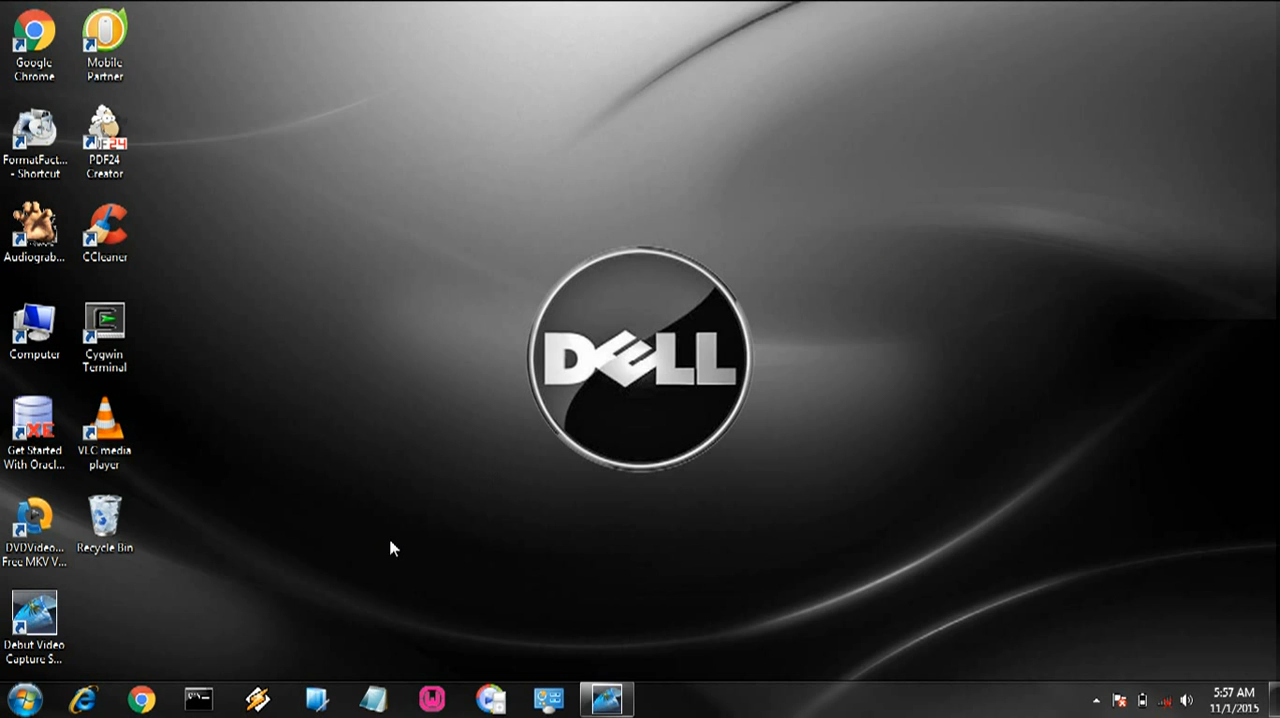 Google
Chrome
Mobile
Partner
FormatFact...
- Shortcut
PDF24
Creator
Audiograb...
CCleaner
Computer
Cygwin
Terminal
XE
Get Started
With Oracl...
VLC media
player
DVDVideo...
Free MKV V...
Recycle Bin
Debut Video
Capture S...
DELL
5:57 AM
11/1/2015